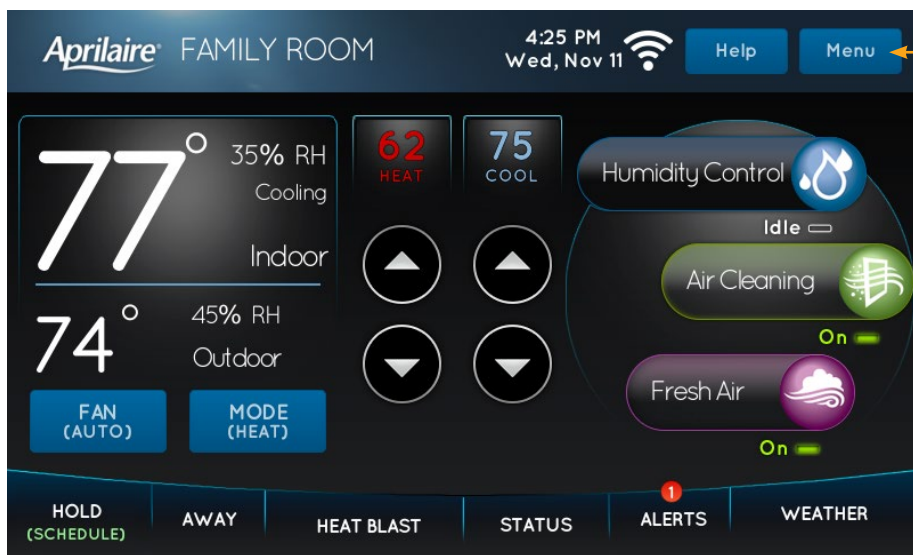 Aprilaire® FAMILY ROOM
4:25 PM
Wed, Nov 11
Help
Menu
77°
35% RH
Cooling
Indoor
74°
45% RH
Outdoor
FAN
(AUTO)
MODE
(HEAT)
62
HEAT
75
COOL
Humidity Control
Idle
Air Cleaning
On
Fresh Air
On
HOLD
(SCHEDULE)
AWAY
HEAT BLAST
STATUS
1
ALERTS
WEATHER